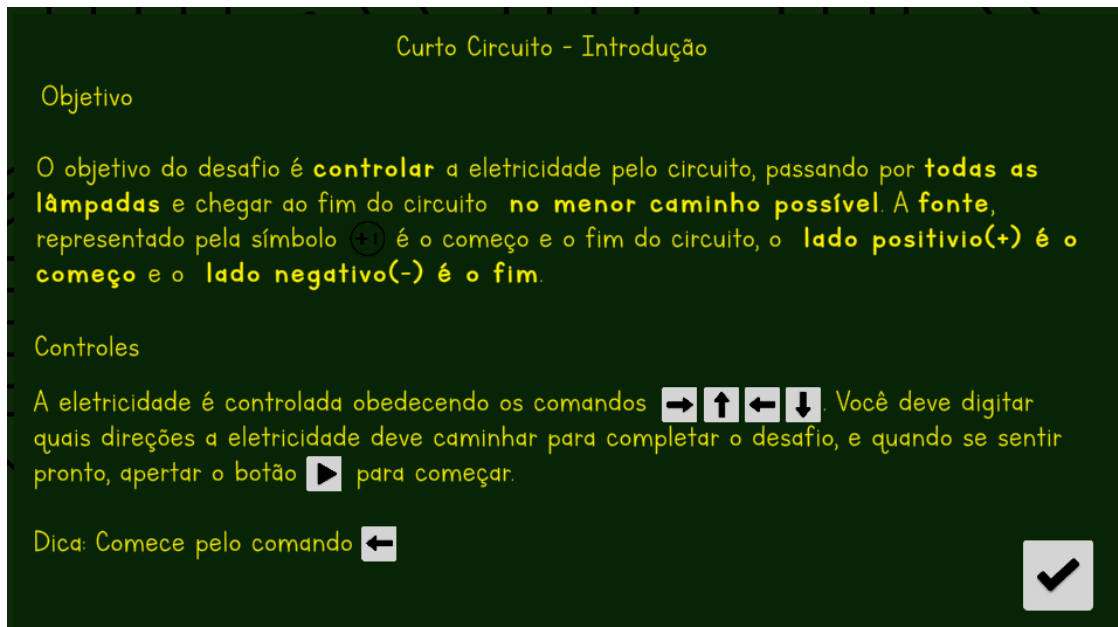 Curto Circuito - Introdução
Objetivo
O objetivo do desafio é controlar a eletricidade pelo circuito, passando por todas as
lâmpadas e chegar ao fim do circuito no menor caminho possível. A fonte,
representado pela símbolo +| é o começo e o fim do circuito, o lado positivio(+) é o
começo e o lado negativo(-) é o fim.
Controles
A eletricidade é controlada obedecendo os comandos → ↑ ← ↓. Você deve digitar
quais direções a eletricidade deve caminhar para completar o desafio, e quando se sentir
pronto, apertar o botão ▶ para começar.
Dica: Comece pelo comando ←